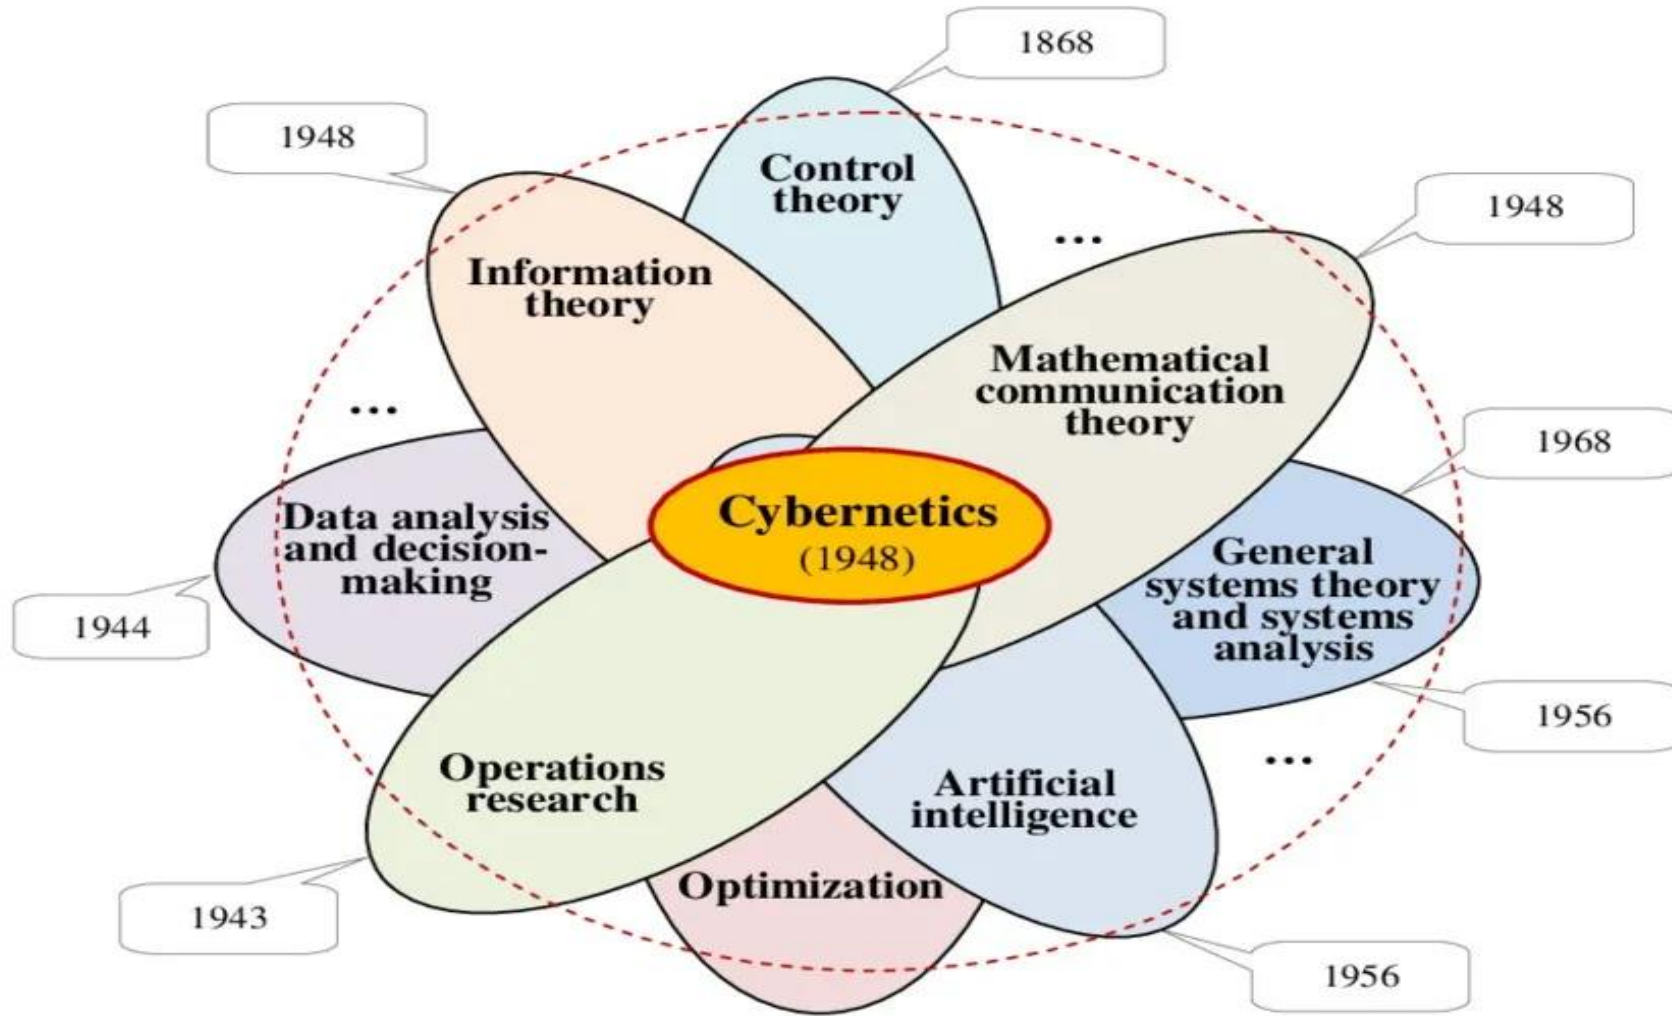 1868
1948
Control
theory
1948
...
Information
theory
Mathematical
communication
theory
...
1968
Cybernetics
(1948)
Data analysis
and decision-
making
General
systems theory
and systems
analysis
1944
1956
Operations
research
...
Artificial
intelligence
Optimization
1943
1956